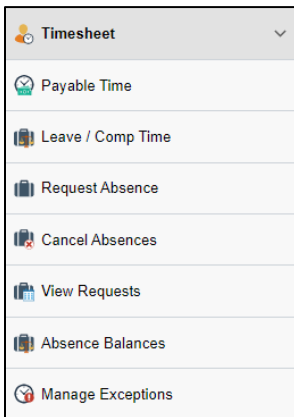 Timesheet
Payable Time
Leave / Comp Time
Request Absence
Cancel Absences
View Requests
Absence Balances
Manage Exceptions